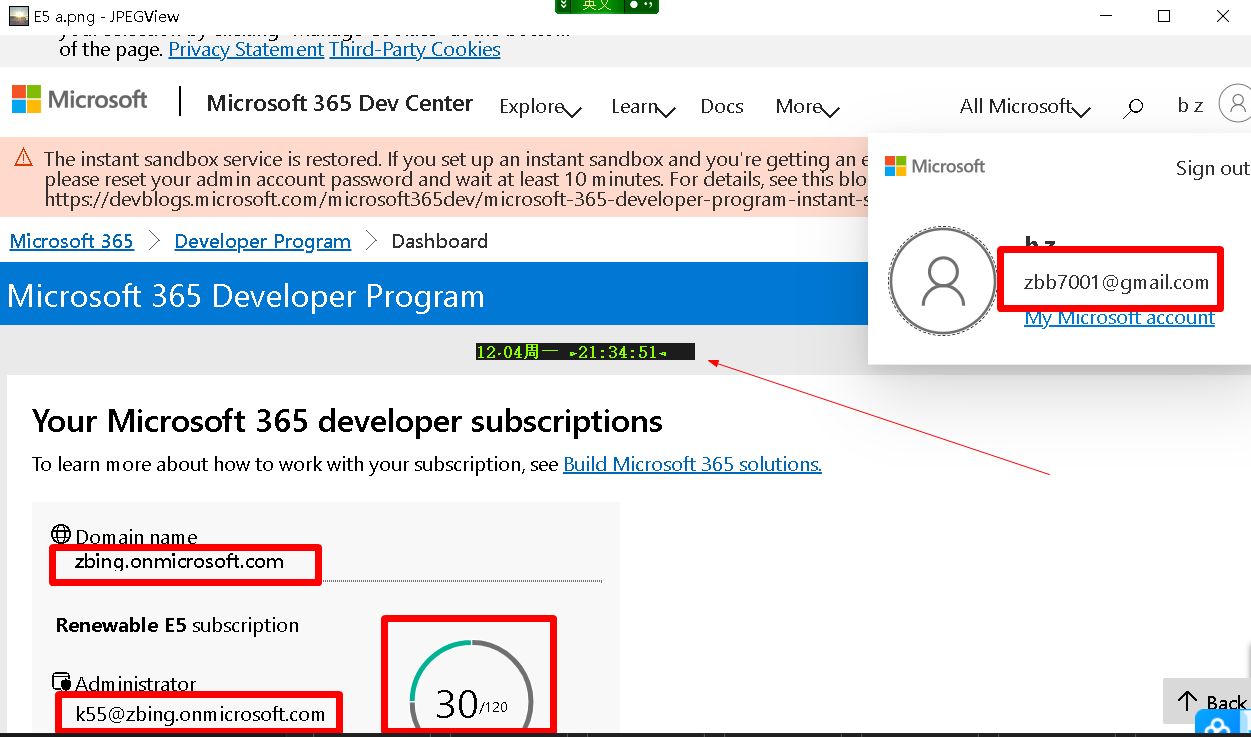 E5 a.png - JPEGView
英文
of the page. Privacy Statement Third-Party Cookies
Microsoft
Microsoft 365 Dev Center
Explore
Learn
Docs
More
All Microsoft
b z
The instant sandbox service is restored. If you set up an instant sandbox and you're getting an e
please reset your admin account password and wait at least 10 minutes. For details, see this blo
https://devblogs.microsoft.com/microsoft365dev/microsoft-365-developer-program-instant-s
Microsoft
Sign out
b z
zbb7001@gmail.com
My Microsoft account
Microsoft 365 > Developer Program > Dashboard
Microsoft 365 Developer Program
12-04周一 21:34:51
Your Microsoft 365 developer subscriptions
To learn more about how to work with your subscription, see Build Microsoft 365 solutions.
Domain name
zbing.onmicrosoft.com
Renewable E5 subscription
Administrator
k55@zbing.onmicrosoft.com
30/120
Back